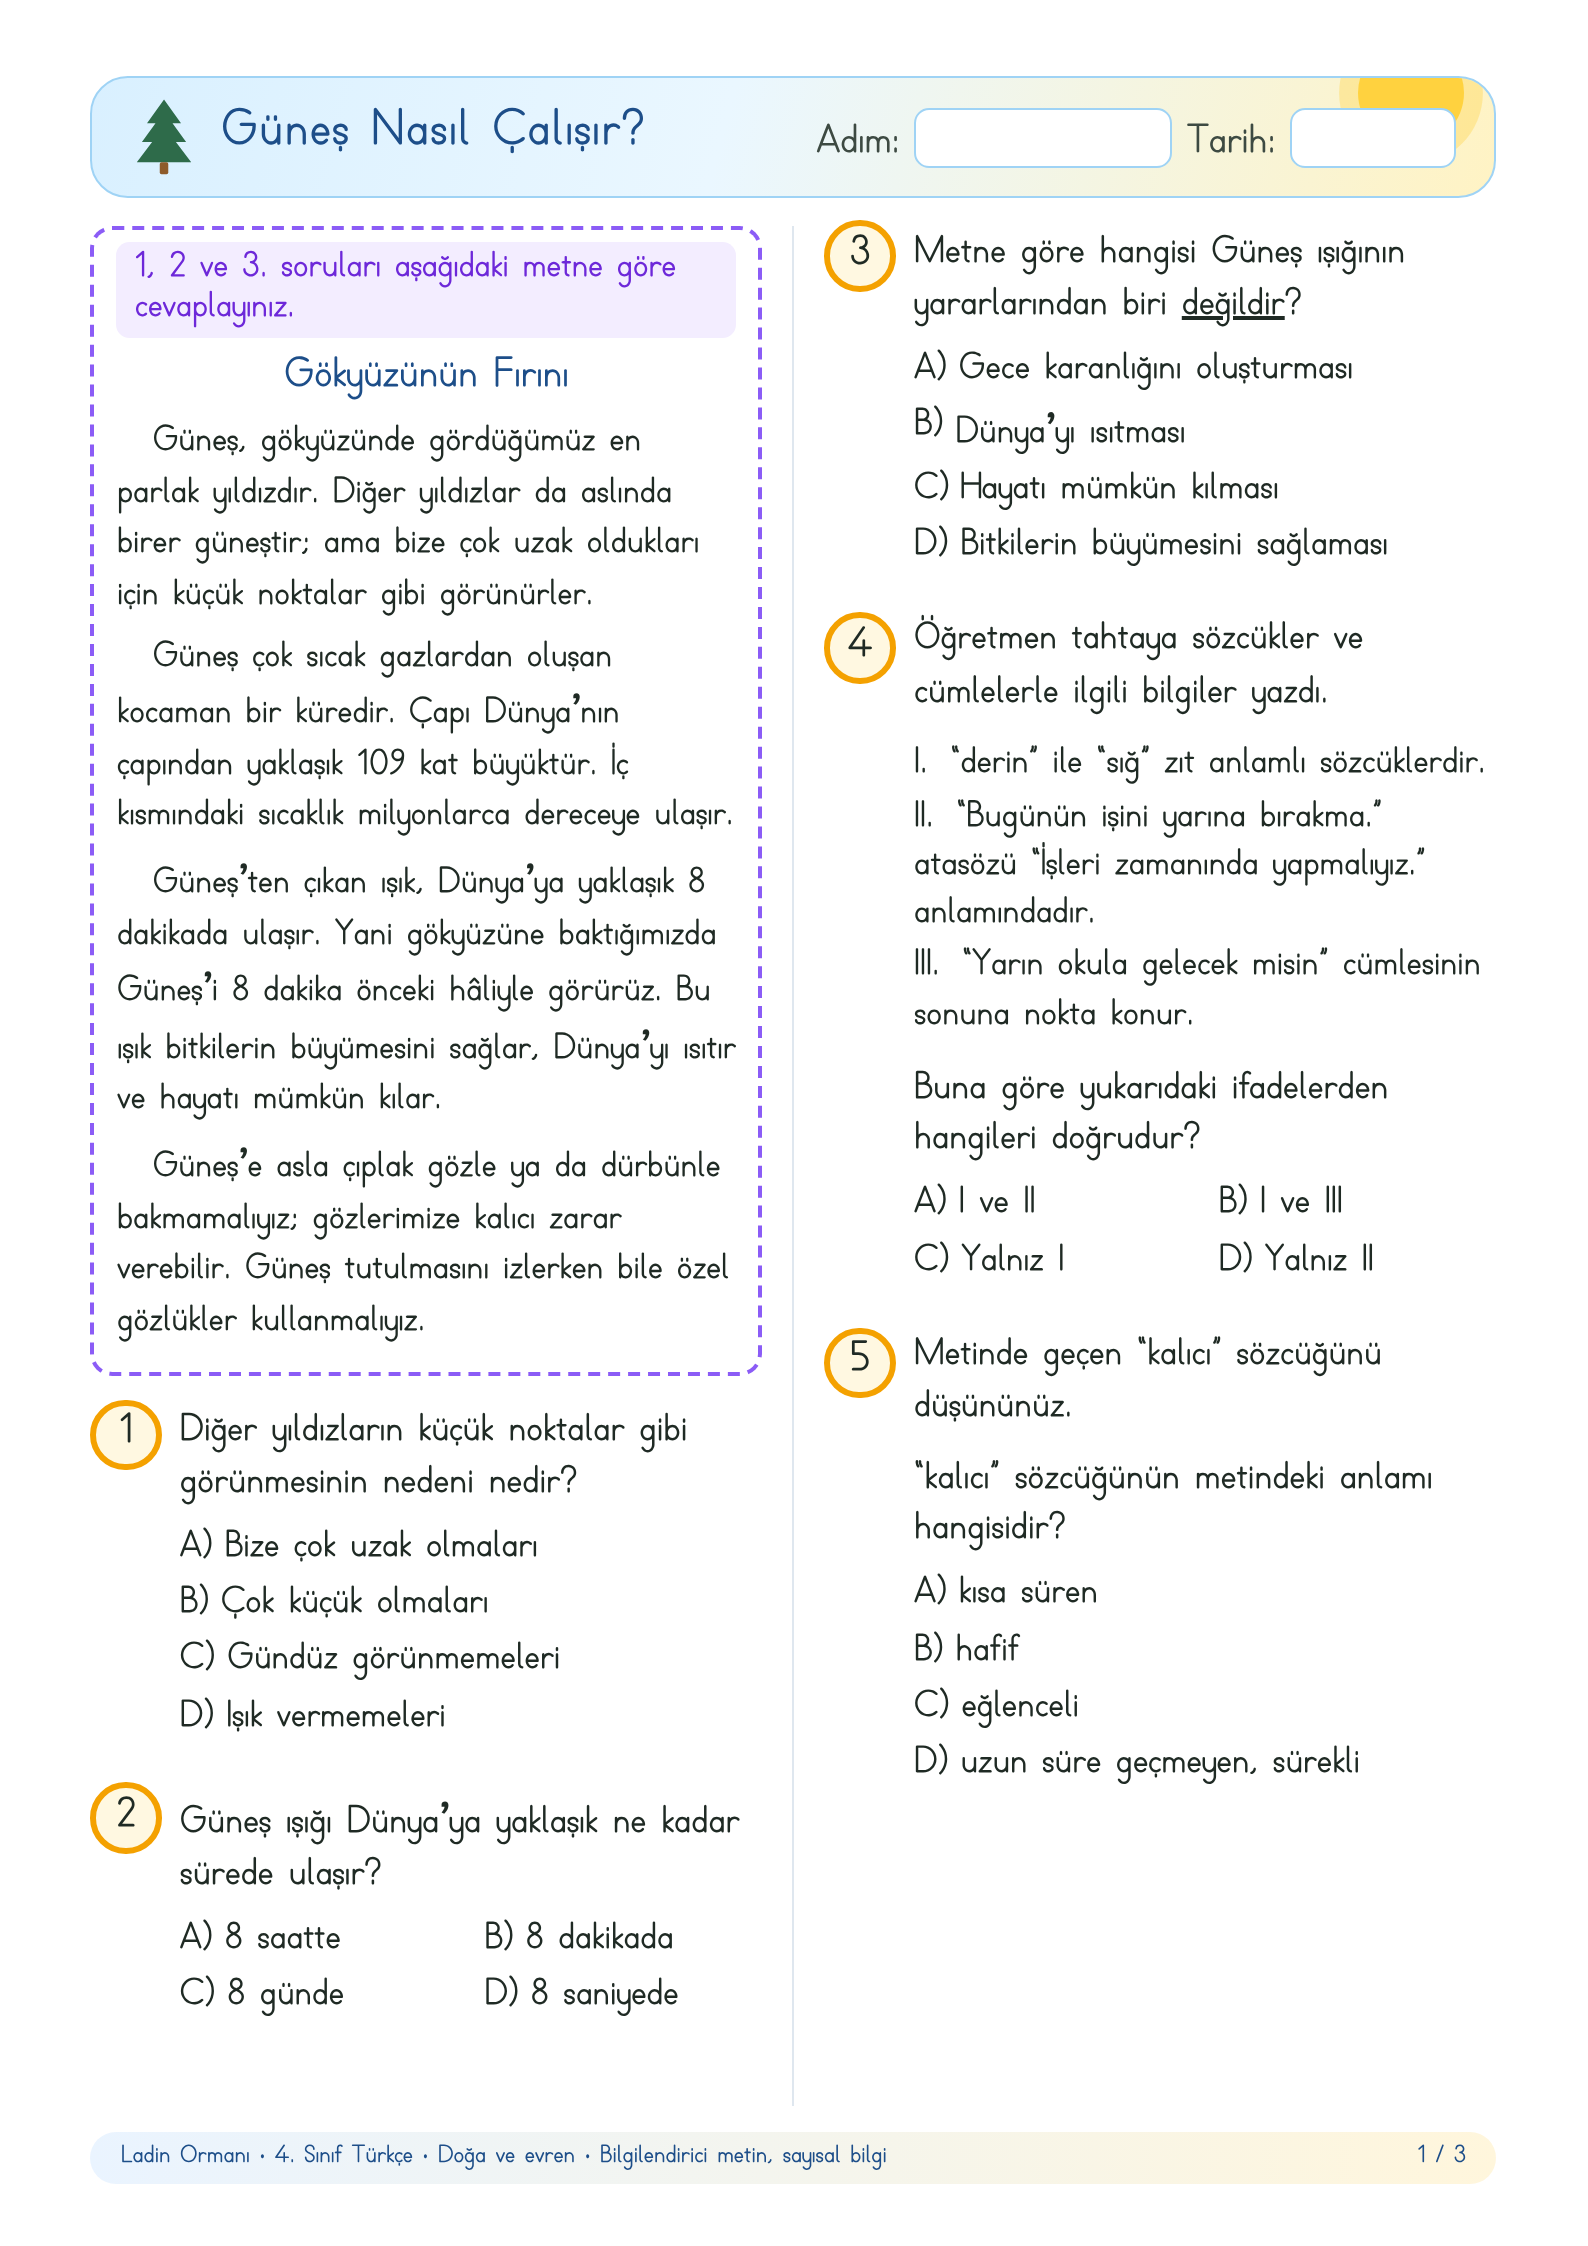 Güneş Nasıl Çalışır?
Adım:
Tarih:
1, 2 ve 3. soruları aşağıdaki metne göre
cevaplayınız.
Gökyüzünün Fırını
Güneş, gökyüzünde gördüğümüz en
parlak yıldızdır. Diğer yıldızlar da aslında
birer güneştir; ama bize çok uzak oldukları
için küçük noktalar gibi görünürler.
Güneş çok sıcak gazlardan oluşan
kocaman bir küredir. Çapı Dünya’nın
çapından yaklaşık 109 kat büyüktür. İç
kısmındaki sıcaklık milyonlarca dereceye ulaşır.
Güneş’ten çıkan ışık, Dünya’ya yaklaşık 8
dakikada ulaşır. Yani gökyüzüne baktığımızda
Güneş’i 8 dakika önceki hâliyle görürüz. Bu
ışık bitkilerin büyümesini sağlar, Dünya’yı ısıtır
ve hayatı mümkün kılar.
Güneş’e asla çıplak gözle ya da dürbünle
bakmamalıyız; gözlerimize kalıcı zarar
verebilir. Güneş tutulmasını izlerken bile özel
gözlükler kullanmalıyız.
1
Diğer yıldızların küçük noktalar gibi
görünmesinin nedeni nedir?
A) Bize çok uzak olmaları
B) Çok küçük olmaları
C) Gündüz görünmemeleri
D) Işık vermemeleri
2
Güneş ışığı Dünya’ya yaklaşık ne kadar
sürede ulaşır?
A) 8 saatte
B) 8 dakikada
C) 8 günde
D) 8 saniyede
3
Metne göre hangisi Güneş ışığının
yararlarından biri değildir?
A) Gece karanlığını oluşturması
B) Dünya’yı ısıtması
C) Hayatı mümkün kılması
D) Bitkilerin büyümesini sağlaması
4
Öğretmen tahtaya sözcükler ve
cümlelerle ilgili bilgiler yazdı.
I. “derin” ile “sığ” zıt anlamlı sözcüklerdir.
II. “Bugünün işini yarına bırakma.”
atasözü “İşleri zamanında yapmalıyız.”
anlamındadır.
III. “Yarın okula gelecek misin” cümlesinin
sonuna nokta konur.
Buna göre yukarıdaki ifadelerden
hangileri doğrudur?
A) I ve II
B) I ve III
C) Yalnız I
D) Yalnız II
5
Metinde geçen “kalıcı” sözcüğünü
düşününüz.
“kalıcı” sözcüğünün metindeki anlamı
hangisidir?
A) kısa süren
B) hafif
C) eğlenceli
D) uzun süre geçmeyen, sürekli
Ladin Ormanı • 4. Sınıf Türkçe • Doğa ve evren • Bilgilendirici metin, sayısal bilgi
1 / 3